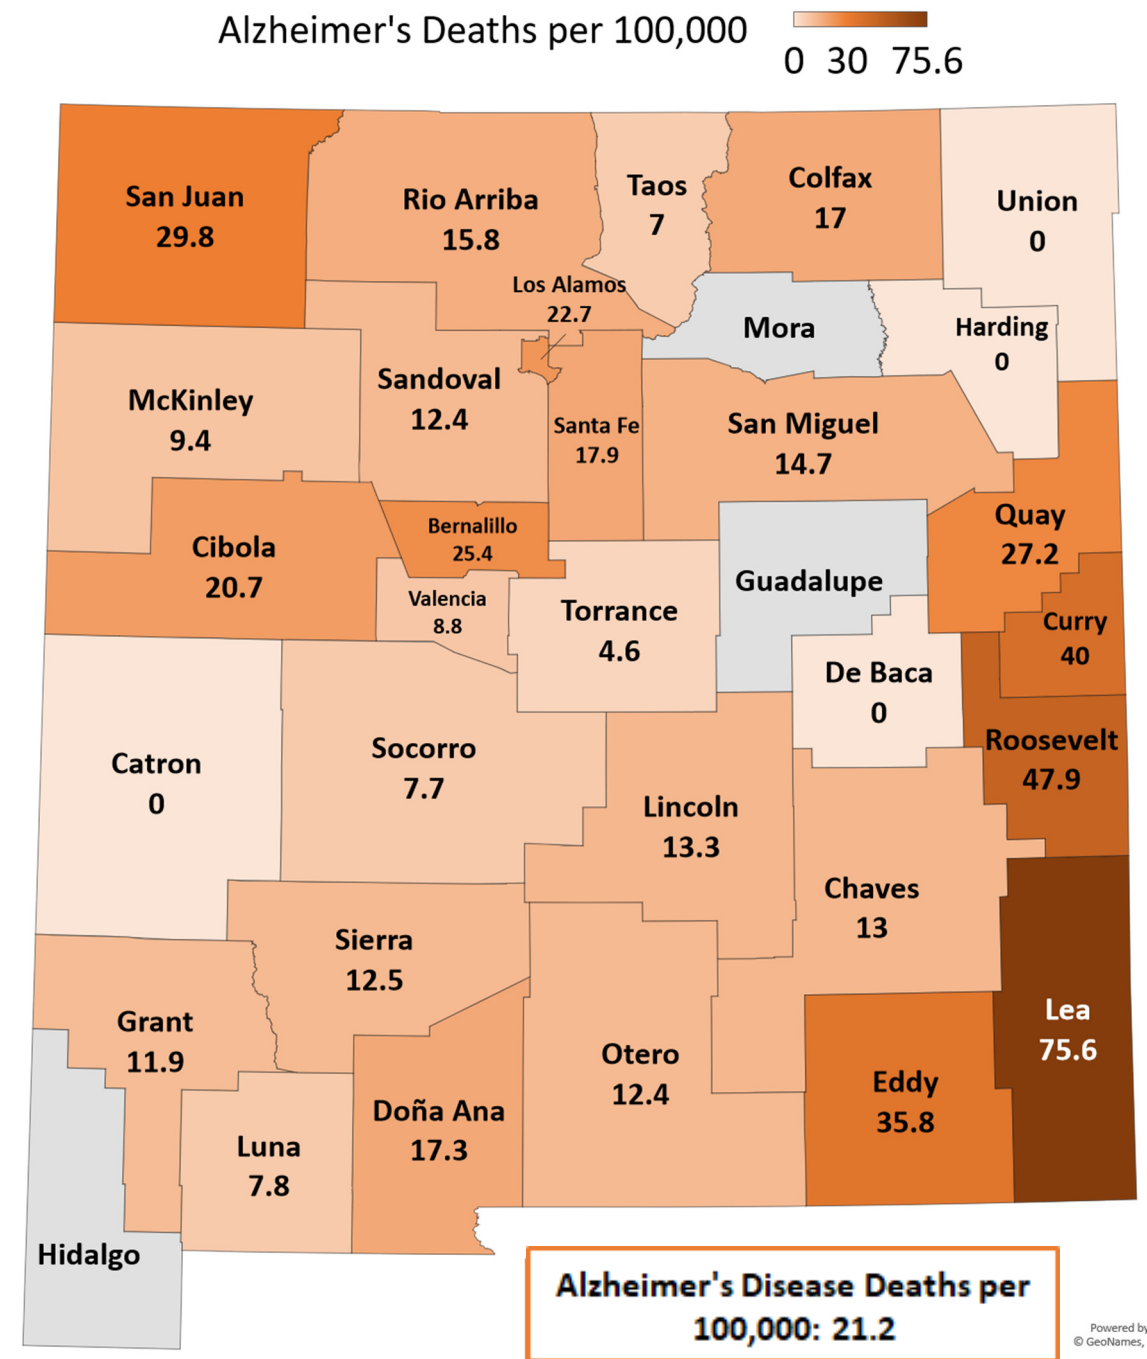 Alzheimer's Deaths per 100,000
0 30 75.6
San Juan
29.8
Rio Arriba
15.8
Taos
7
Colfax
17
Union
0
Los Alamos
22.7
Mora
Harding
0
McKinley
9.4
Sandoval
12.4
Santa Fe
17.9
San Miguel
14.7
Quay
27.2
Cibola
20.7
Bernalillo
25.4
Valencia
8.8
Torrance
4.6
Guadalupe
Curry
40
De Baca
0
Roosevelt
47.9
Catron
0
Socorro
7.7
Lincoln
13.3
Chaves
13
Sierra
12.5
Grant
11.9
Otero
12.4
Lea
75.6
Eddy
35.8
Doña Ana
17.3
Luna
7.8
Hidalgo
Alzheimer's Disease Deaths per
100,000: 21.2
Powered by
© GeoNames,